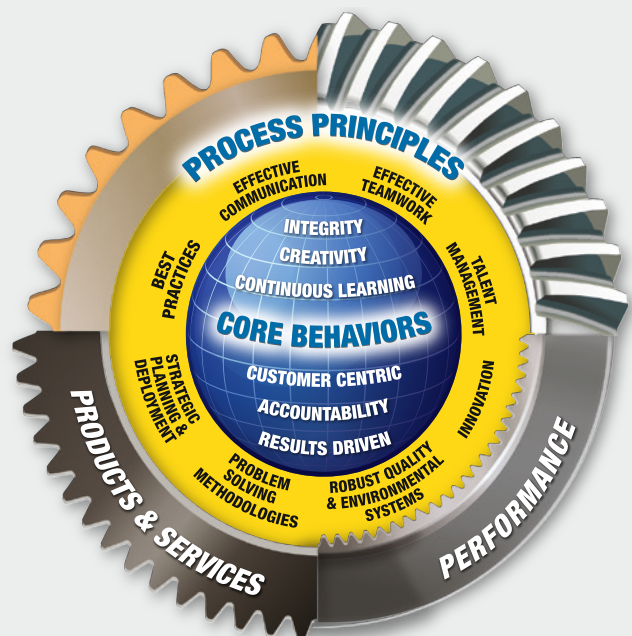 PROCESS PRINCIPLES
EFFECTIVE
COMMUNICATION
EFFECTIVE
TEAMWORK
TALENT
MANAGEMENT
INNOVATION
ROBUST QUALITY
& ENVIRONMENTAL
SYSTEMS
PROBLEM
SOLVING
METHODOLOGIES
STRATEGIC
PLANNING &
DEPLOYMENT
BEST
PRACTICES
INTEGRITY
CREATIVITY
CONTINUOUS LEARNING
CORE BEHAVIORS
CUSTOMER CENTRIC
ACCOUNTABILITY
RESULTS DRIVEN
PRODUCTS & SERVICES
PERFORMANCE